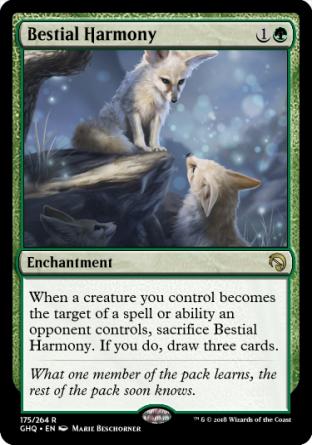 Bestial Harmony 1
Enchantment
When a creature you control becomes
the target of a spell or ability an
opponent controls, sacrifice Bestial
Harmony. If you do, draw three cards.
What one member of the pack learns, the
rest of the pack soon knows.
175/264 R
GHQ • EN MARIE BISCHORNER
™ & © 2018 Wizards of the Coast